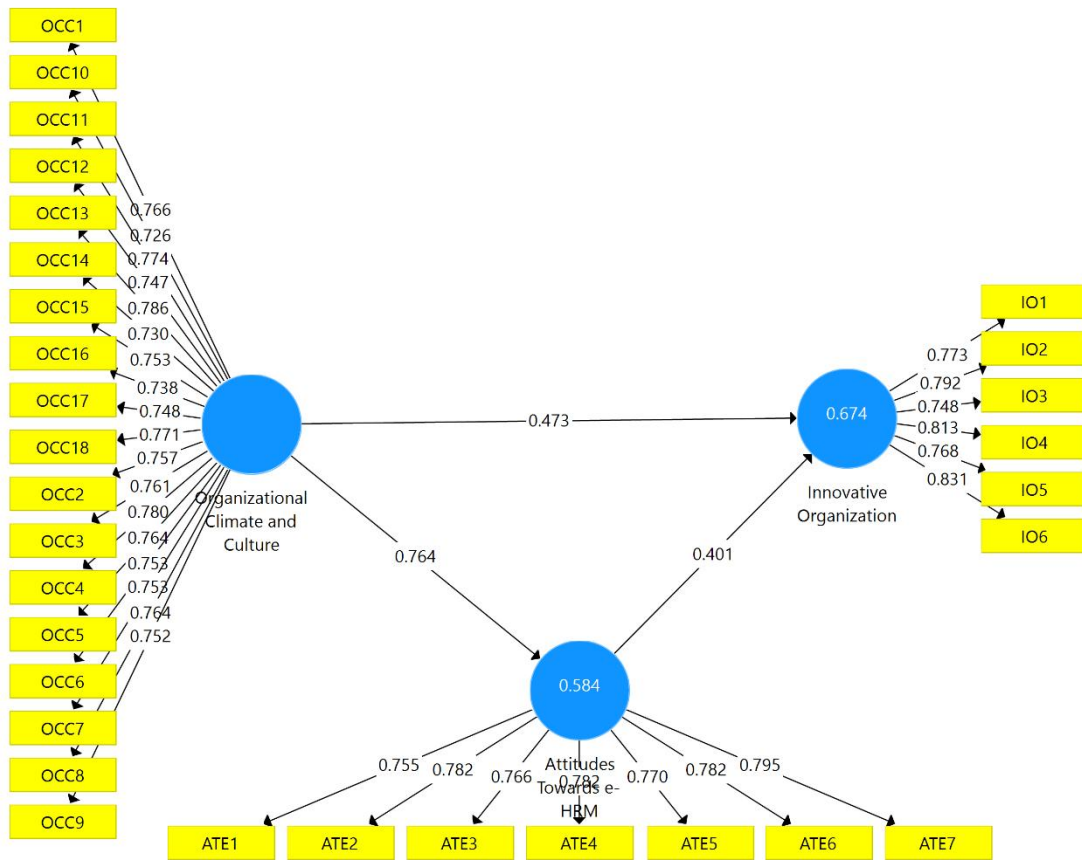 OCC1
OCC10
OCC11
OCC12
OCC13
OCC14
OCC15
OCC16
OCC17
OCC18
OCC2
OCC3
OCC4
OCC5
OCC6
OCC7
OCC8
OCC9
0.766
0.726
0.774
0.747
0.786
0.730
0.753
0.738
0.748
0.771
0.757
0.761
0.780
0.764
0.753
0.753
0.764
0.752
Organizational
Climate and
Culture
0.473
0.764
0.401
0.674
Innovative
Organization
0.773
0.792
0.748
0.813
0.768
0.831
IO1
IO2
IO3
IO4
IO5
IO6
0.584
Attitudes
Towards e-
HRM
0.755
0.782
0.766
0.782
0.770
0.782
0.795
ATE1
ATE2
ATE3
ATE4
ATE5
ATE6
ATE7